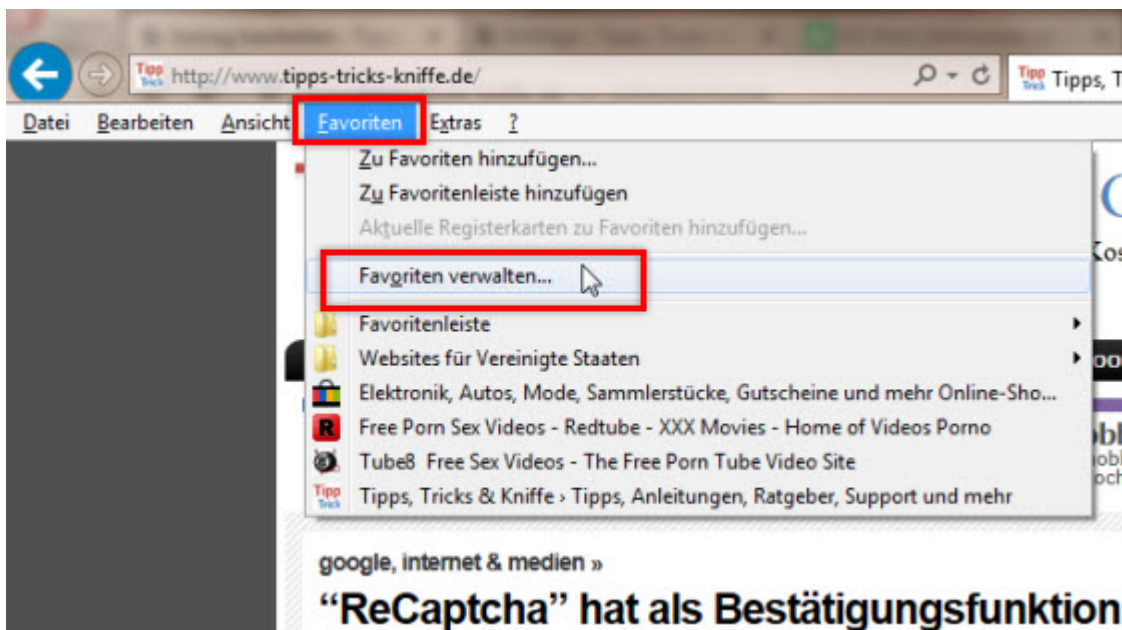 http://www.tipps-tricks-kniffe.de/
Tipp
Trick
Tipps, T
Datei Bearbeiten Ansicht Favoriten Extras ?
Zu Favoriten hinzufügen...
Zu Favoritenleiste hinzufügen
Aktuelle Registerkarten zu Favoriten hinzufügen...
Favoriten verwalten...
Favoritenleiste
Websites für Vereinigte Staaten
Elektronik, Autos, Mode, Sammlerstücke, Gutscheine und mehr Online-Sho...
R Free Porn Sex Videos - Redtube - XXX Movies - Home of Videos Porno
Tube8 Free Sex Videos - The Free Porn Tube Video Site
Tipp
Trick
Tipps, Tricks & Kniffe › Tipps, Anleitungen, Ratgeber, Support und mehr
google, internet & medien »
“ReCaptcha” hat als Bestätigungsfunktion